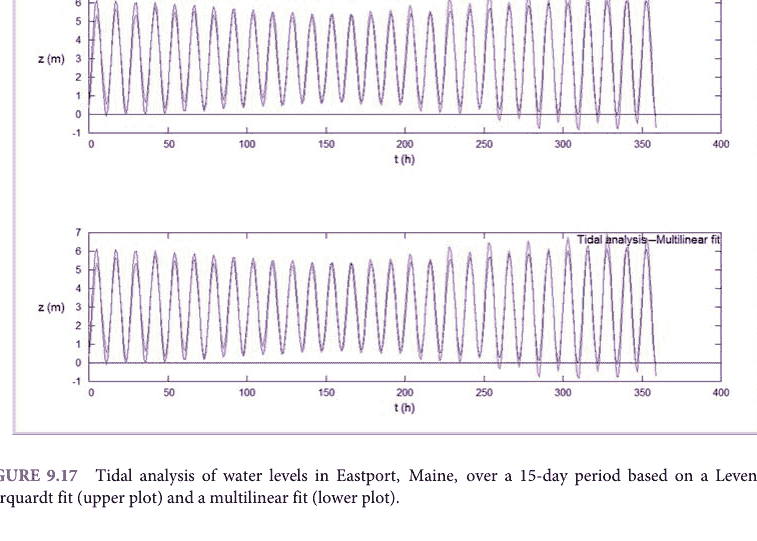 6
5
4
z (m) 3
2
1
0
-1
0 50 100 150 200 250 300 350 400
t (h)
7
Tidal analysis—Multilinear fit
6
5
4
z (m) 3
2
1
0
-1
0 50 100 150 200 250 300 350 400
t (h)
GURE 9.17 Tidal analysis of water levels in Eastport, Maine, over a 15-day period based on a Leven
rquardt fit (upper plot) and a multilinear fit (lower plot).